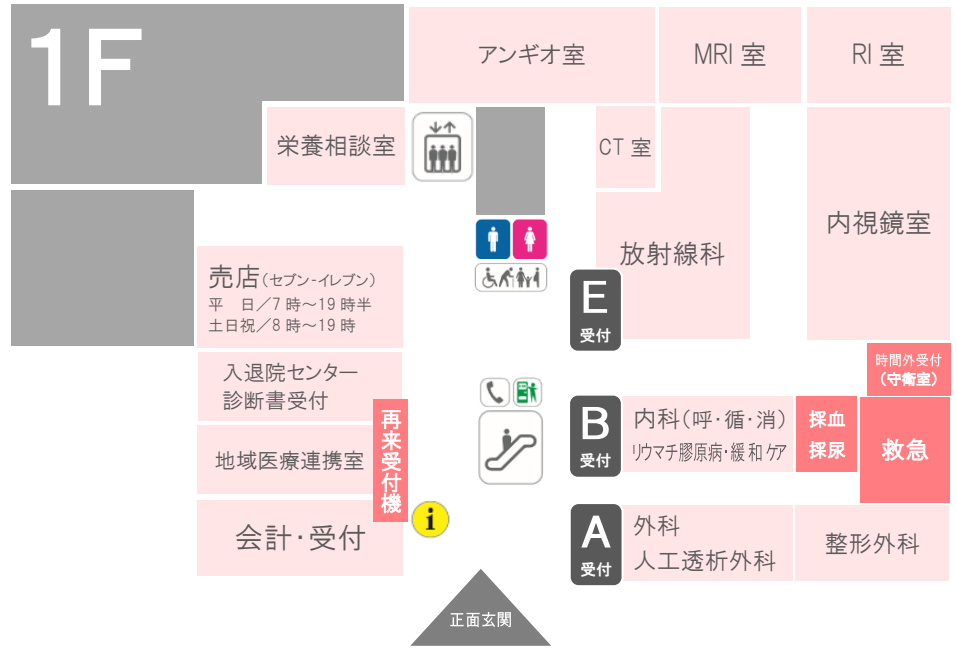 1F
アンギオ室
MRI 室
RI 室
栄養相談室
CT 室
放射線科
内視鏡室
売店(セブン-イレブン)
平　日/7 時~19 時半
土日祝/8 時~19 時
E
受付
時間外受付
(守衛室)
入退院センター
診断書受付
再来受付機
地域医療連携室
会計・受付
i
B
受付
内科(呼・循・消)
リウマチ膠原病・緩和ケア
採血
採尿
救急
A
受付
外科
人工透析外科
整形外科
正面玄関